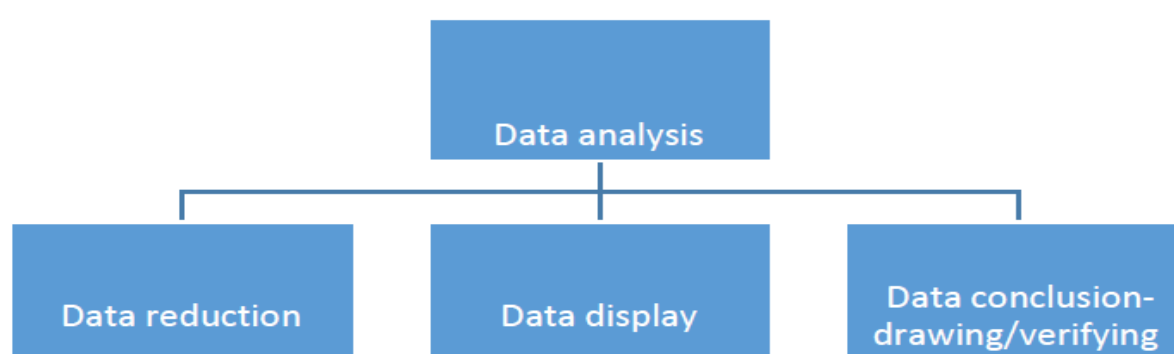 Data analysis
Data reduction
Data display
Data conclusion-
drawing/verifying